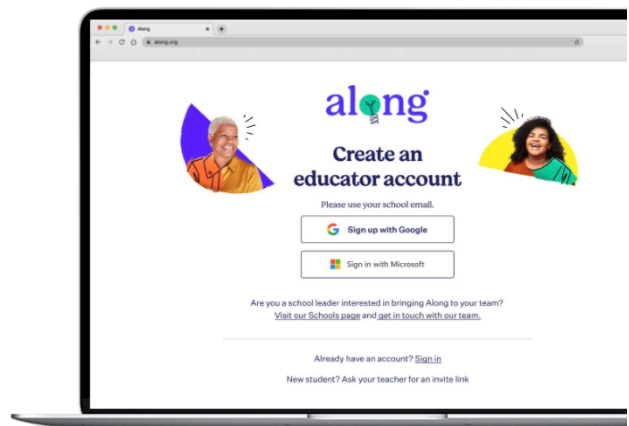 Along
along.org
along
Create an
educator account
Please use your school email.
Sign up with Google
Sign in with Microsoft
Are you a school leader interested in bringing Along to your team?
Visit our Schools page and get in touch with our team.
Already have an account? Sign in
New student? Ask your teacher for an invite link